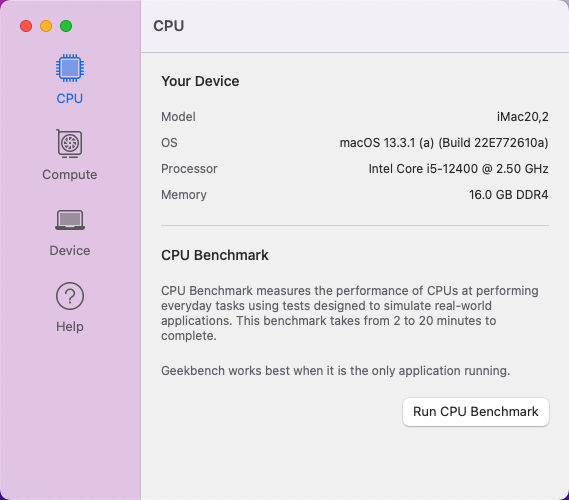 CPU
CPU
Compute
Device
Help
Your Device
Model iMac20,2
OS macOS 13.3.1 (a) (Build 22E772610a)
Processor Intel Core i5-12400 @ 2.50 GHz
Memory 16.0 GB DDR4
CPU Benchmark
CPU Benchmark measures the performance of CPUs at performing
everyday tasks using tests designed to simulate real-world
applications. This benchmark takes from 2 to 20 minutes to
complete.
Geekbench works best when it is the only application running.
Run CPU Benchmark